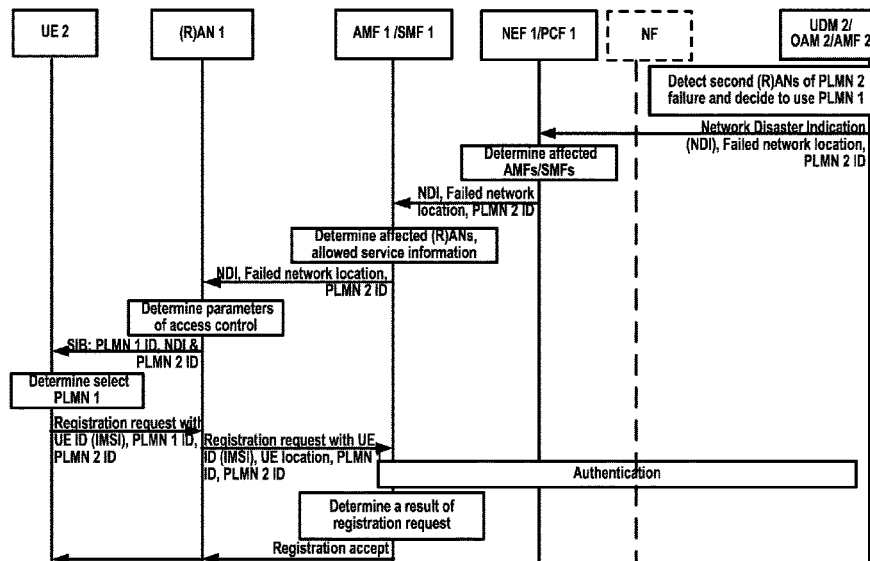 UE 2
(R)AN 1
AMF 1 /SMF 1
NEF 1/PCF 1
NF
UDM 2/
OAM 2/AMF 2
Detect second (R)ANs of PLMN 2
failure and decide to use PLMN 1
Network Disaster Indication
(NDI), Failed network location,
PLMN 2 ID
Determine affected
AMFs/SMFs
NDI, Failed network
location, PLMN 2 ID
Determine affected (R)ANs,
allowed service information
NDI, Failed network location,
PLMN 2 ID
Determine parameters
of access control
SIB: PLMN 1 ID, NDI &
PLMN 2 ID
Determine select
PLMN 1
Registration request with
UE ID (IMSI), PLMN 1 ID,
PLMN 2 ID
Registration request with UE
ID (IMSI), UE location, PLMN
ID, PLMN 2 ID
Authentication
Determine a result of
registration request
Registration accept